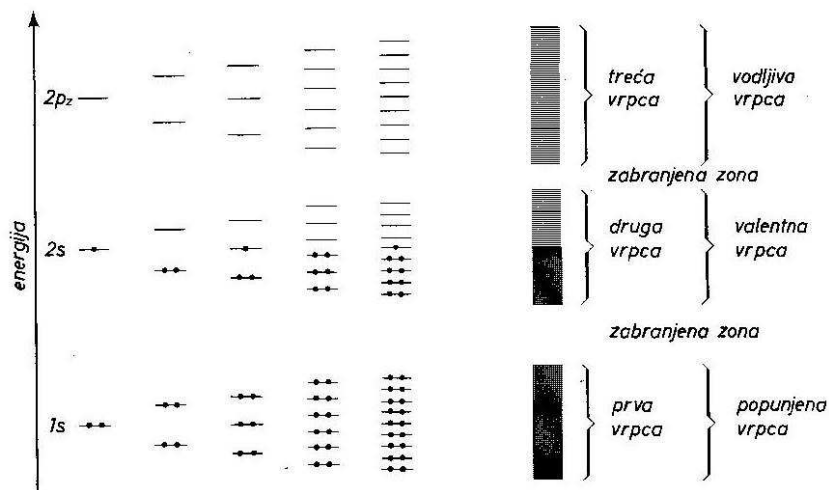 energija
2pz
2s
1s
treća
vrpca
vodljiva
vrpca
zabranjena zona
druga
vrpca
valentna
vrpca
zabranjena zona
prva
vrpca
popunjena
vrpca